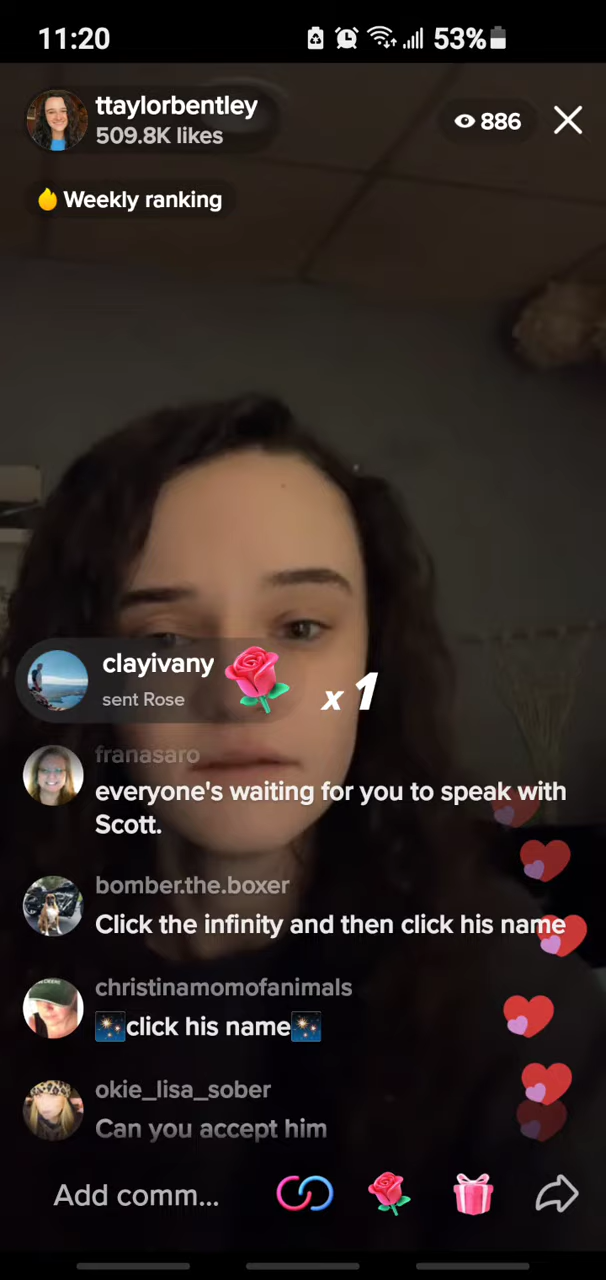 11:20
53%
ttaylorbentley
509.8K likes
886
Weekly ranking
clayivany
sent Rose
x 1
franasaro
everyone's waiting for you to speak with
Scott.
bomber.the.boxer
Click the infinity and then click his name
christinamomofanimals
click his name
okie_lisa_sober
Can you accept him
Add comm...